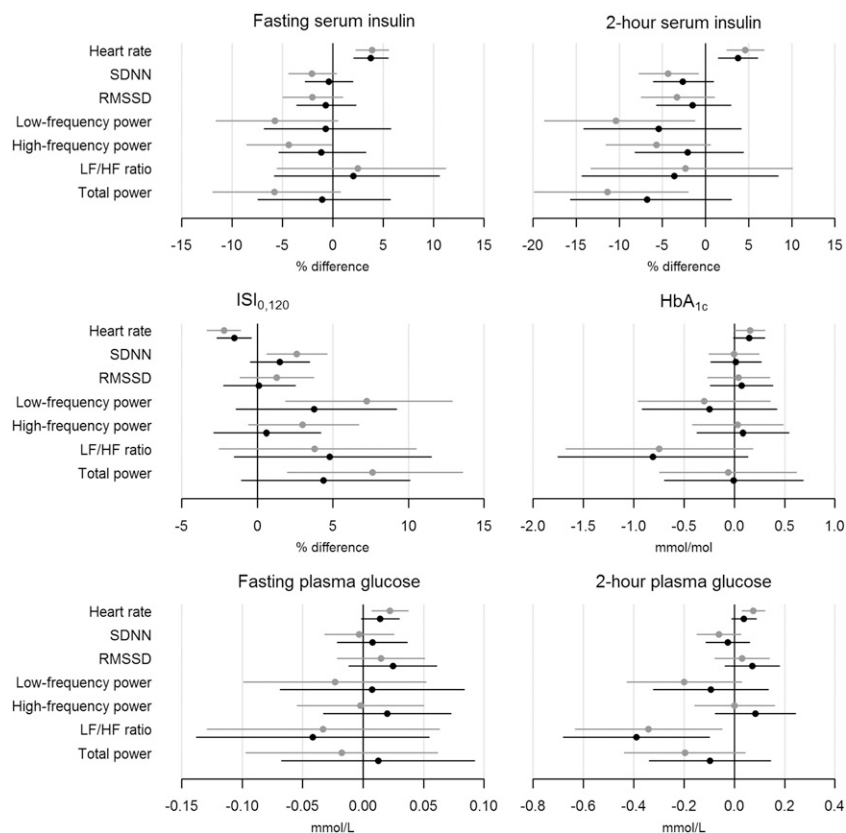 Fasting serum insulin
2-hour serum insulin
Heart rate
SDNN
RMSSD
Low-frequency power
High-frequency power
LF/HF ratio
Total power
-15 -10 -5 0 5 10 15
-20 -15 -10 -5 0 5 10 15
% difference
% difference
ISI0,120
HbA1c
Heart rate
SDNN
RMSSD
Low-frequency power
High-frequency power
LF/HF ratio
Total power
-5 0 5 10 15
-2.0 -1.5 -1.0 -0.5 0.0 0.5 1.0
% difference
mmol/mol
Fasting plasma glucose
2-hour plasma glucose
Heart rate
SDNN
RMSSD
Low-frequency power
High-frequency power
LF/HF ratio
Total power
-0.15 -0.10 -0.05 0.00 0.05 0.10
-0.8 -0.6 -0.4 -0.2 0.0 0.2 0.4
mmol/L
mmol/L